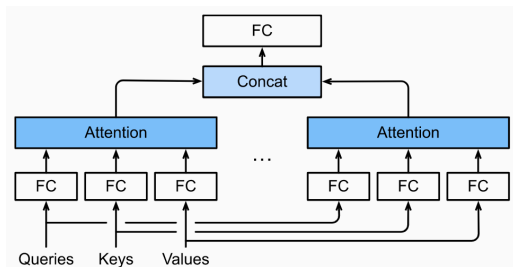 FC
Concat
Attention ... Attention
FC FC FC FC FC FC
Queries Keys Values